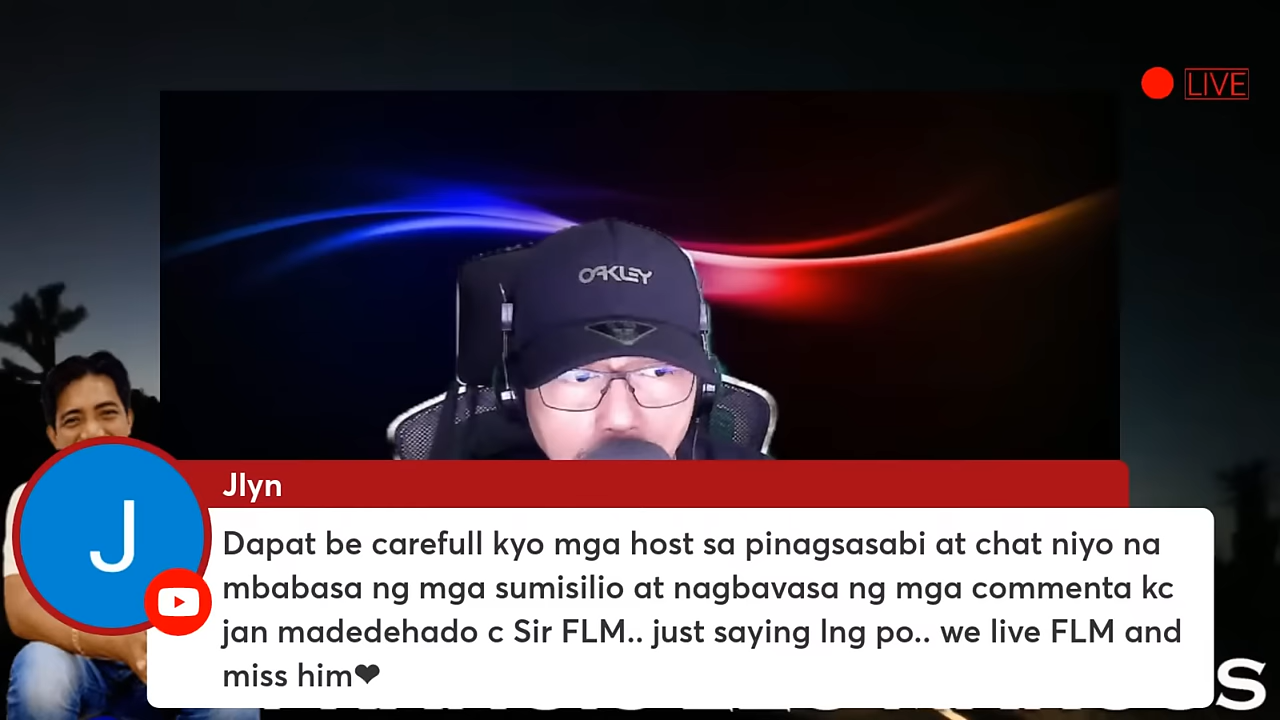 LIVE
OAKLEY
Jlyn
J
Dapat be carefull kyo mga host sa pinagsasabi at chat niyo na
mbabasa ng mga sumisilio at nagbavasa ng mga commenta kc
jan madedehado c Sir FLM.. just saying lng po.. we live FLM and
miss him❤